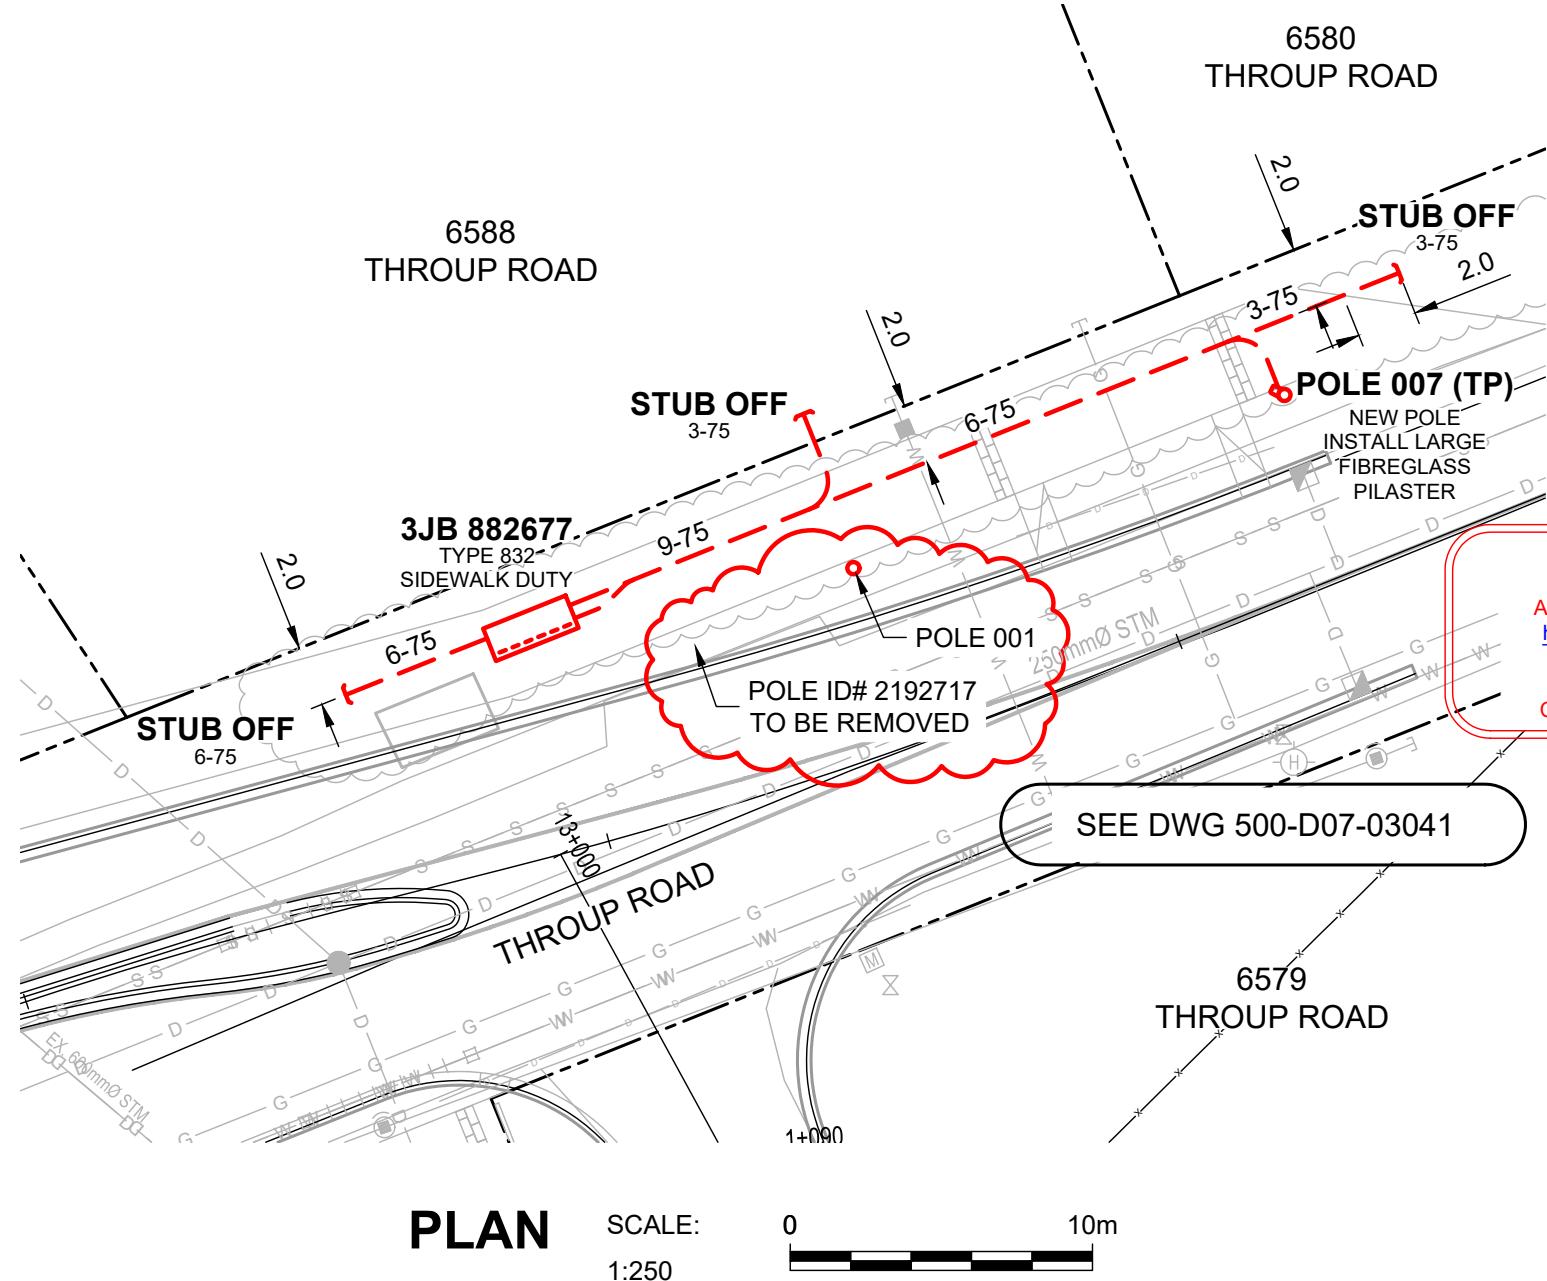 6580
THROUP ROAD
2.0
STUB OFF
3-75
2.0
6588
THROUP ROAD
3-75
2.0
STUB OFF
3-75
6-75
POLE 007 (TP)
NEW POLE
INSTALL LARGE
FIBREGLASS
PILASTER
3JB 882677
TYPE 832
SIDEWALK DUTY
9-75
2.0
6-75
POLE 001
250mmØ STM
POLE ID# 2192717
TO BE REMOVED
STUB OFF
6-75
SEE DWG 500-D07-03041
13+000
THROUP ROAD
6579
THROUP ROAD
EX. 600mmØ STM
1+090
PLAN
SCALE:
1:250
0
10m